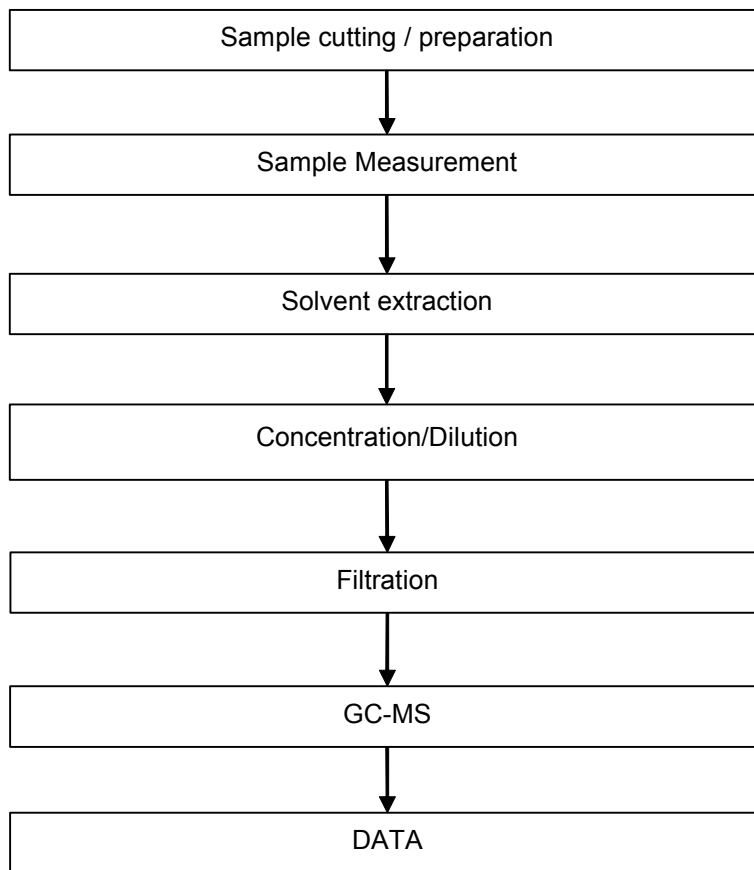 Sample cutting / preparation
Sample Measurement
Solvent extraction
Concentration/Dilution
Filtration
GC-MS
DATA